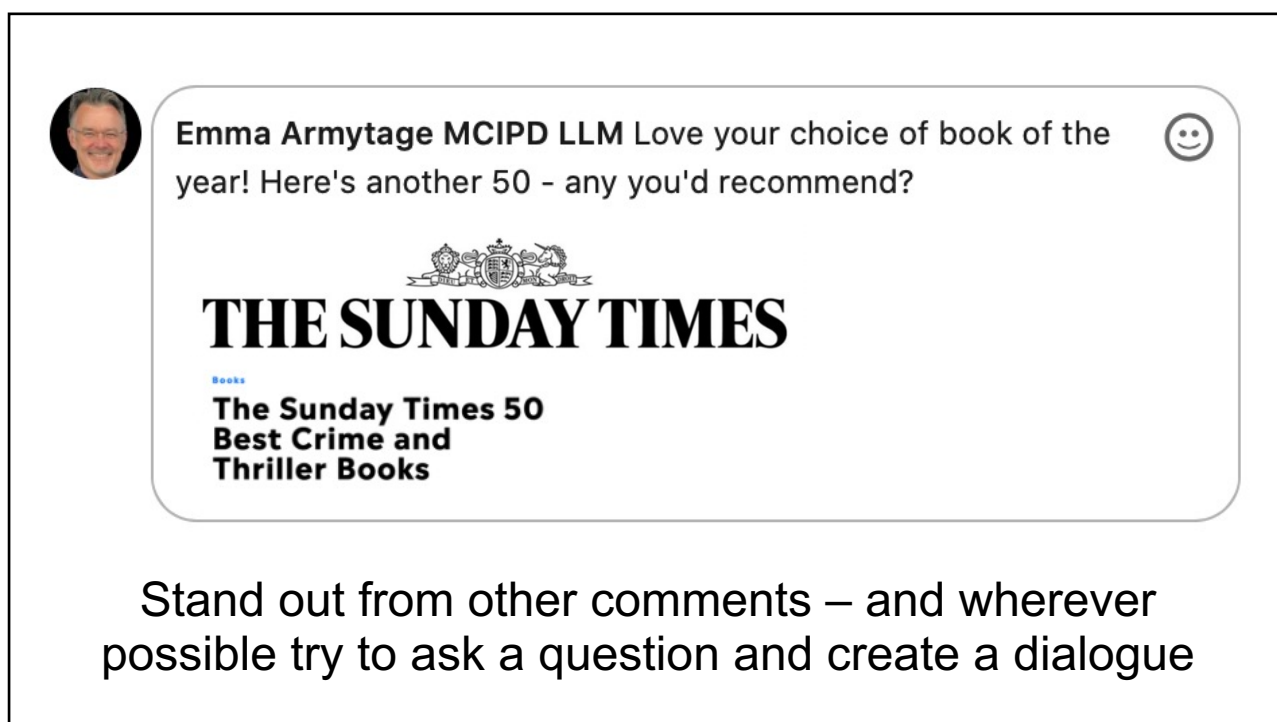 Emma Armytage MCIPD LLM Love your choice of book of the
year! Here's another 50 - any you'd recommend?
THE SUNDAY TIMES
Books
The Sunday Times 50
Best Crime and
Thriller Books
Stand out from other comments – and wherever
possible try to ask a question and create a dialogue